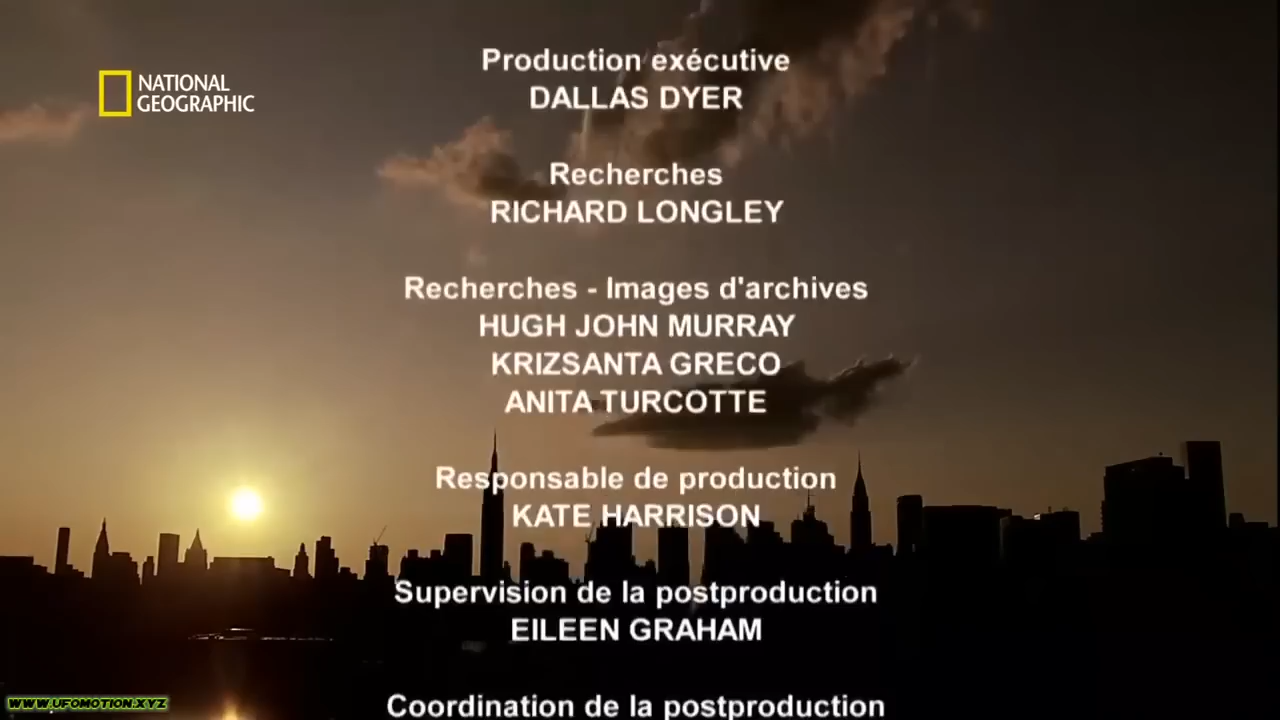 NATIONAL
GEOGRAPHIC
Production exécutive
DALLAS DYER
Recherches
RICHARD LONGLEY
Recherches - Images d'archives
HUGH JOHN MURRAY
KRIZSANTA GRECO
ANITA TURCOTTE
Responsable de production
KATE HARRISON
Supervision de la postproduction
EILEEN GRAHAM
Coordination de la postproduction
WWW.UFOMOTION.XYZ